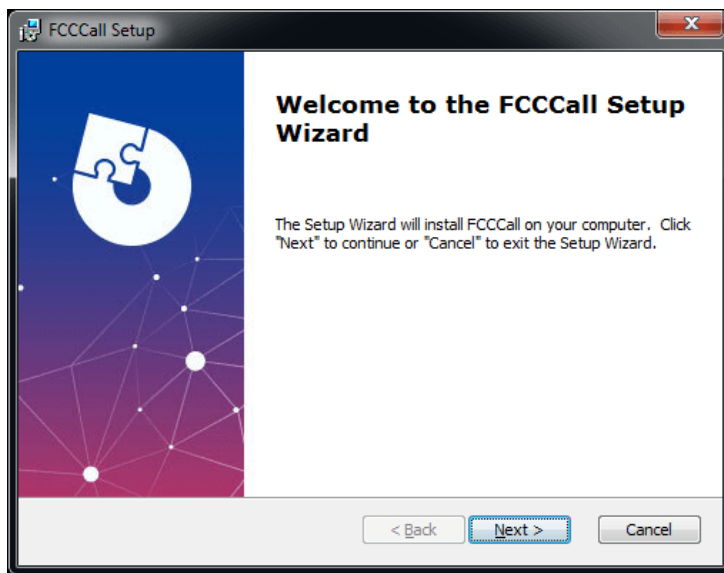 FCCCall Setup
Welcome to the FCCCall Setup
Wizard
The Setup Wizard will install FCCCall on your computer. Click
"Next" to continue or "Cancel" to exit the Setup Wizard.
< Back Next > Cancel